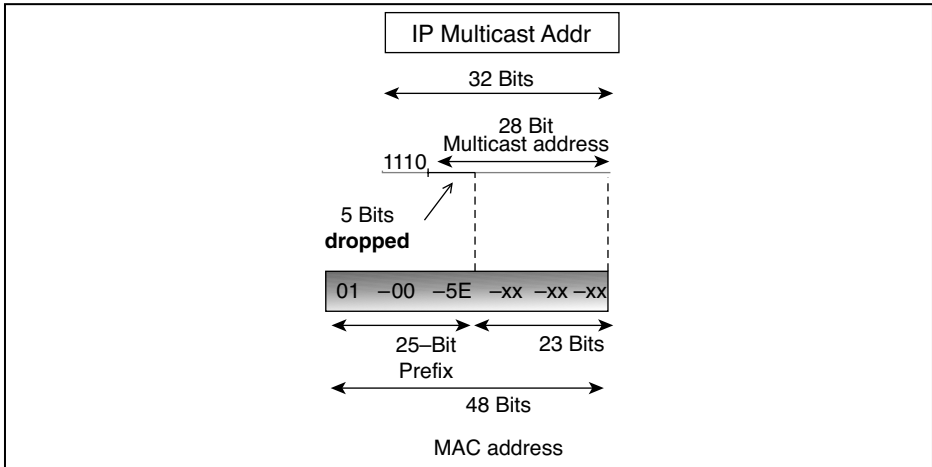 IP Multicast Addr
32 Bits
28 Bit
Multicast address
1110
5 Bits
dropped
01 –00 –5E –xx –xx –xx
25–Bit
Prefix
23 Bits
48 Bits
MAC address